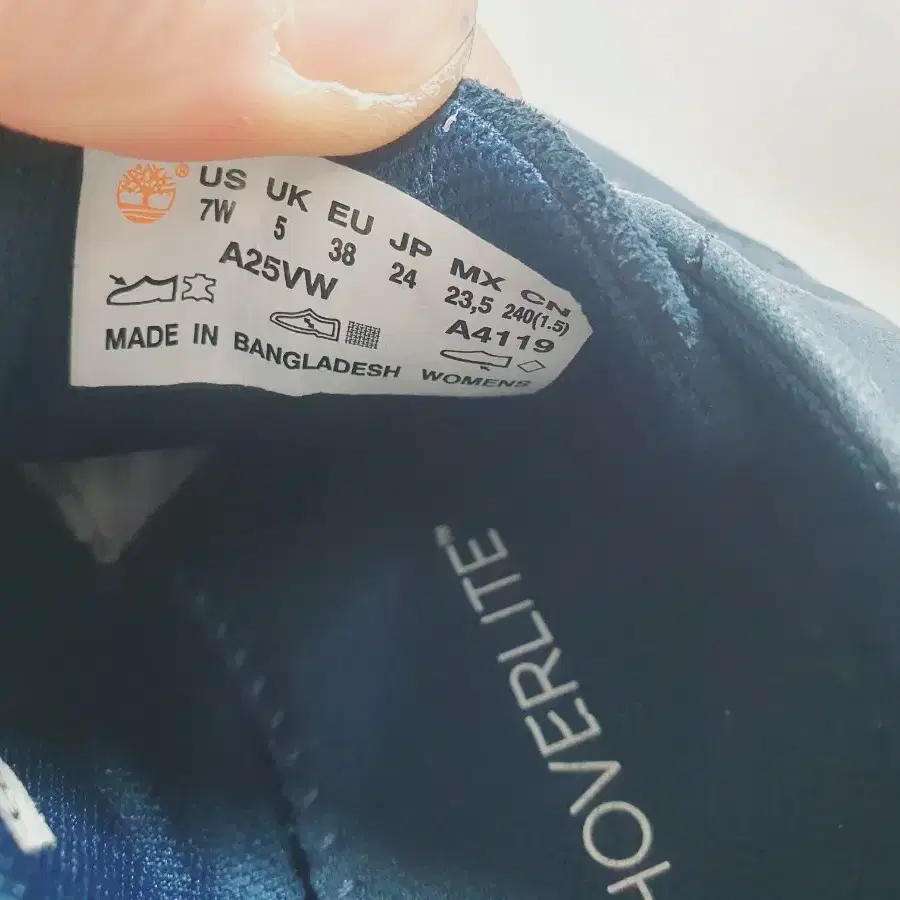 US UK EU JP MX CN
7W 5 38 24 23,5 240(1.5)
A25VW A4119
MADE IN BANGLADESH WOMENS
HOVERLITE™